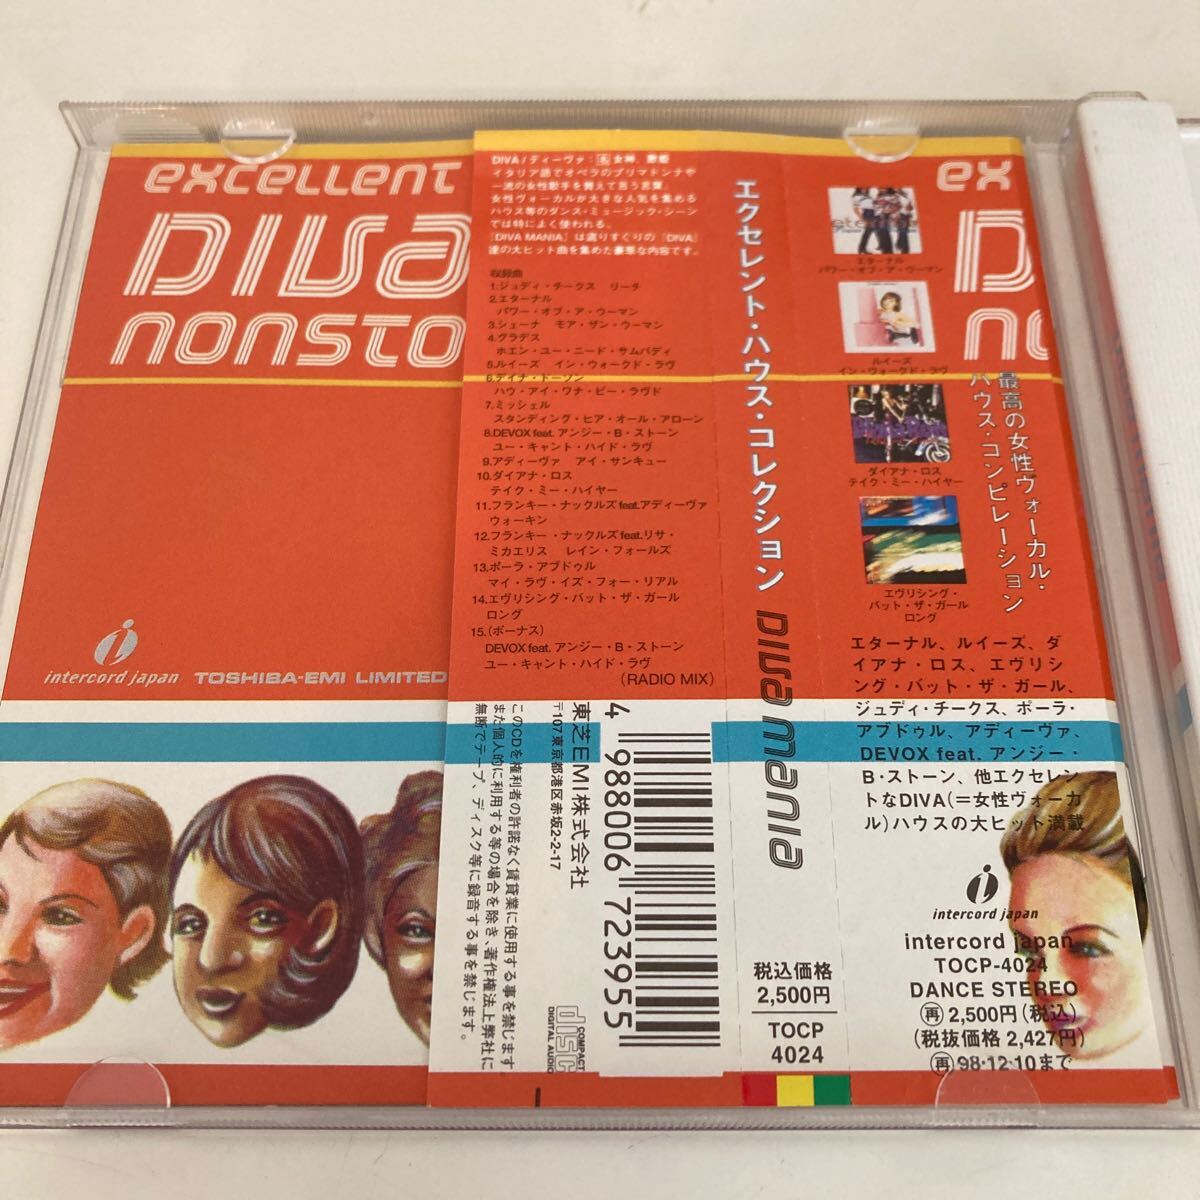 excellent
DIVA
nonsto
intercord japan TOSHIBA-EMI LIMITED
DIVA/ディーヴァ:名女神、歌姫
イタリア語でオペラのプリマドンナや
一流の女性歌手を賛えて言う言葉。
女性ヴォーカルが大きな人気を集める
ハウス等のダンス・ミュージック・シーン
では特によく使われる。
「DIVA MANIA」は選りすぐりの「DIVA」
達の大ヒット曲を集めた豪華な内容です。
収録曲
1.ジュディ・チークス リーチ
2.エターナル
パワー・オブ・ア・ウーマン
3.シェーナ モア・ザン・ウーマン
4.グラデス
ホエン・ユー・ニード・サムバディ
5.ルイーズ イン・ウォークド・ラヴ
6.デイナ・ドーソン
ハウ・アイ・ワナ・ビー・ラヴド
7.ミッシェル
スタンディング・ヒア・オール・アローン
8.DEVOX feat.アンジー・B・ストーン
ユー・キャント・ハイド・ラヴ
9.アディーヴァ アイ・サンキュー
10.ダイアナ・ロス
テイク・ミー・ハイヤー
11.フランキー・ナックルズfeat.アディーヴァ
ウォーキン
12.フランキー・ナックルズfeat.リサ・
ミカエリス レイン・フォールズ
13.ポーラ・アブドゥル
マイ・ラヴ・イズ・フォー・リアル
14.エヴリシング・バット・ザ・ガール
ロング
15.(ボーナス)
DEVOX feat.アンジー・B・ストーン
ユー・キャント・ハイド・ラヴ
(RADIO MIX)
このCDを権利者の許諾なく賃貸業に使用する事を禁じます
また個人的に利用する等の場合を除き、著作権法上弊社に
無断でテープ、ディスク等に録音する事を禁じます。
東芝EMI株式会社
〒107東京都港区赤坂2-2-17
4 988006 723955
COMPACT
disc
DIGITAL AUDIO
エクセレント・ハウス・コレクション DIVA MANIA
税込価格
2,500円
TOCP
4024
ex
D
no
eternal
エターナル
パワー・オブ・ア・ウーマン
ルイーズ
イン・ウォークド・ラヴ
ダイアナ・ロス
テイク・ミー・ハイヤー
エヴリシング・
バット・ザ・ガール
ロング
最高の女性ヴォーカル・
ハウス・コンピレーション
エターナル、ルイーズ、ダ
イアナ・ロス、エヴリシ
ング・バット・ザ・ガール、
ジュディ・チークス、ポーラ・
アブドゥル、アディーヴァ、
DEVOX feat. アンジー・
B・ストーン、他エクセレン
トなDIVA(=女性ヴォーカ
ル)ハウスの大ヒット満載
intercord japan
intercord japan
TOCP-4024
DANCE STEREO
再2,500円(税込)
(税抜価格 2,427円)
再98・12・10まで